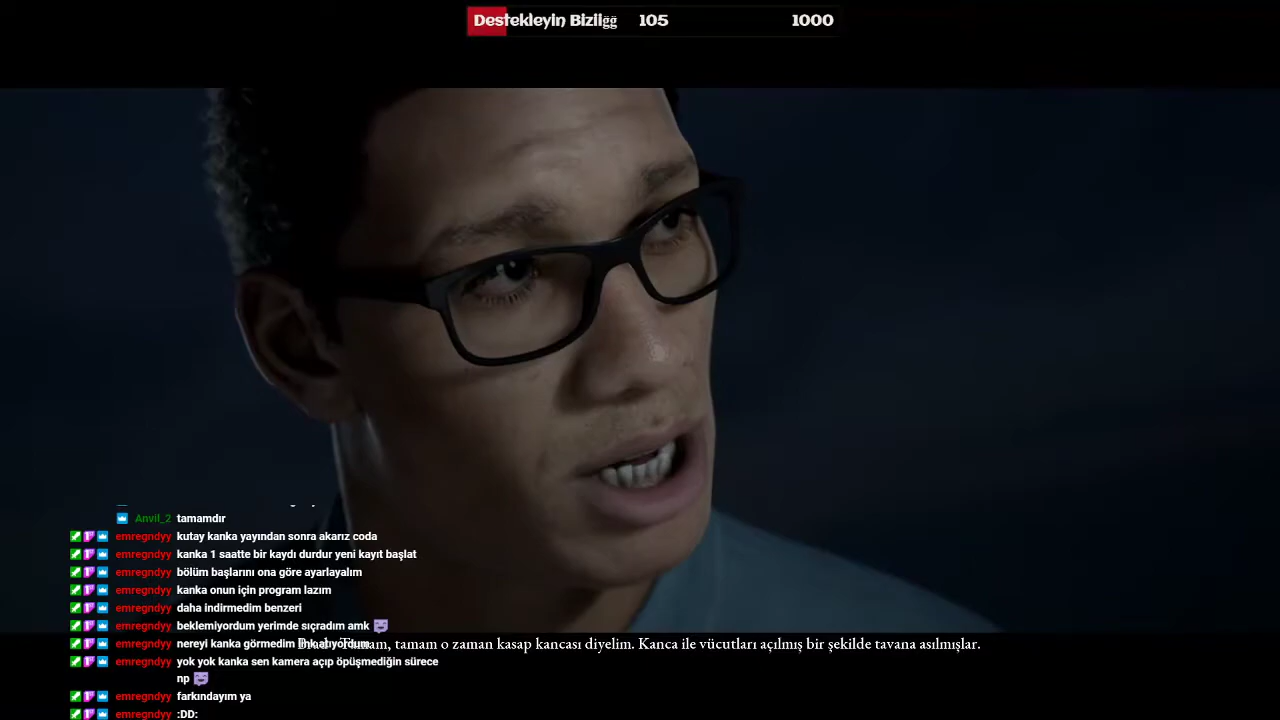 Destekleyin Biziğğ 105 1000
Anvil_2 tamamdır
emregndyy kutay kanka yayından sonra akarız coda
emregndyy kanka 1 saatte bir kaydı durdur yeni kayıt başlat
emregndyy bölüm başlarını ona göre ayarlayalım
emregndyy kanka onun için program lazım
emregndyy daha indirmedim benzeri
emregndyy beklemiyordum yerimde sıçradım amk
emregndyy nereyi kanka görmedim
tamam o zaman kasap kancası diyelim. Kanca ile vücutları açılmış bir şekilde tavana asılmışlar.
emregndyy yok yok kanka sen kamera açıp öpüşmediğin sürece
np
emregndyy farkındayım ya
emregndyy :DD: